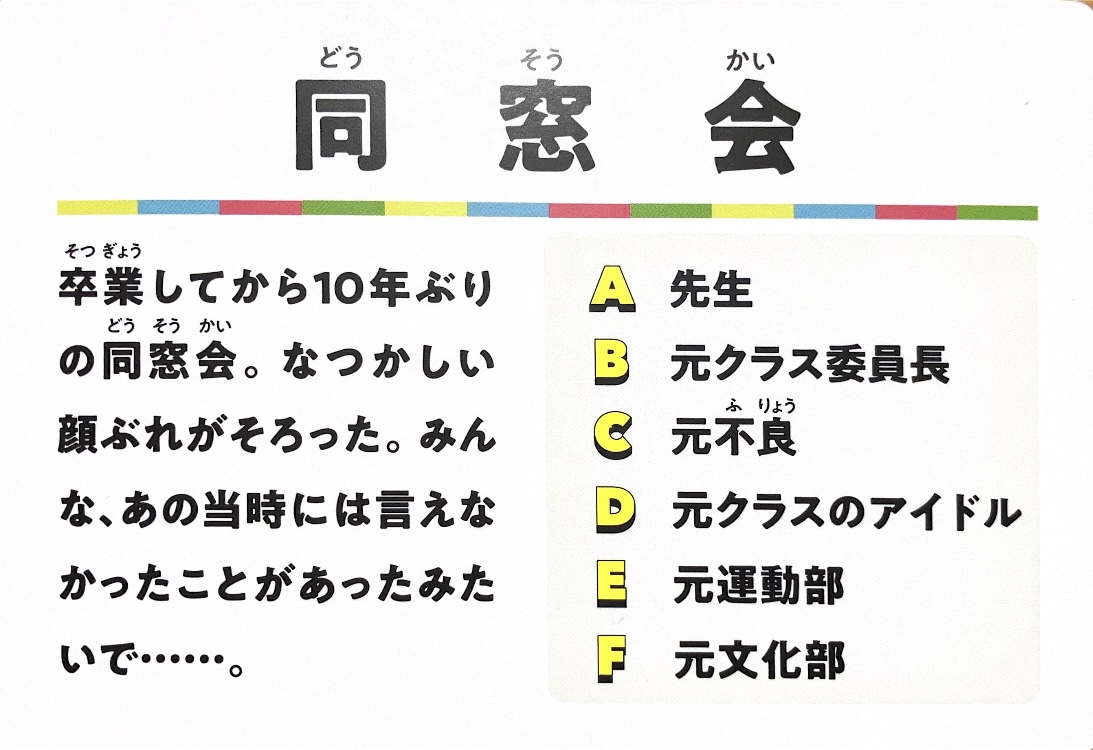 どう そう かい
同窓会
そつ ぎょう
卒業してから10年ぶり
どう そう かい
の同窓会。なつかしい
顔ぶれがそろった。みん
な、あの当時には言えな
かったことがあったみた
いで……。
A 先生
B 元クラス委員長
ふ りょう
C 元不良
D 元クラスのアイドル
E 元運動部
F 元文化部